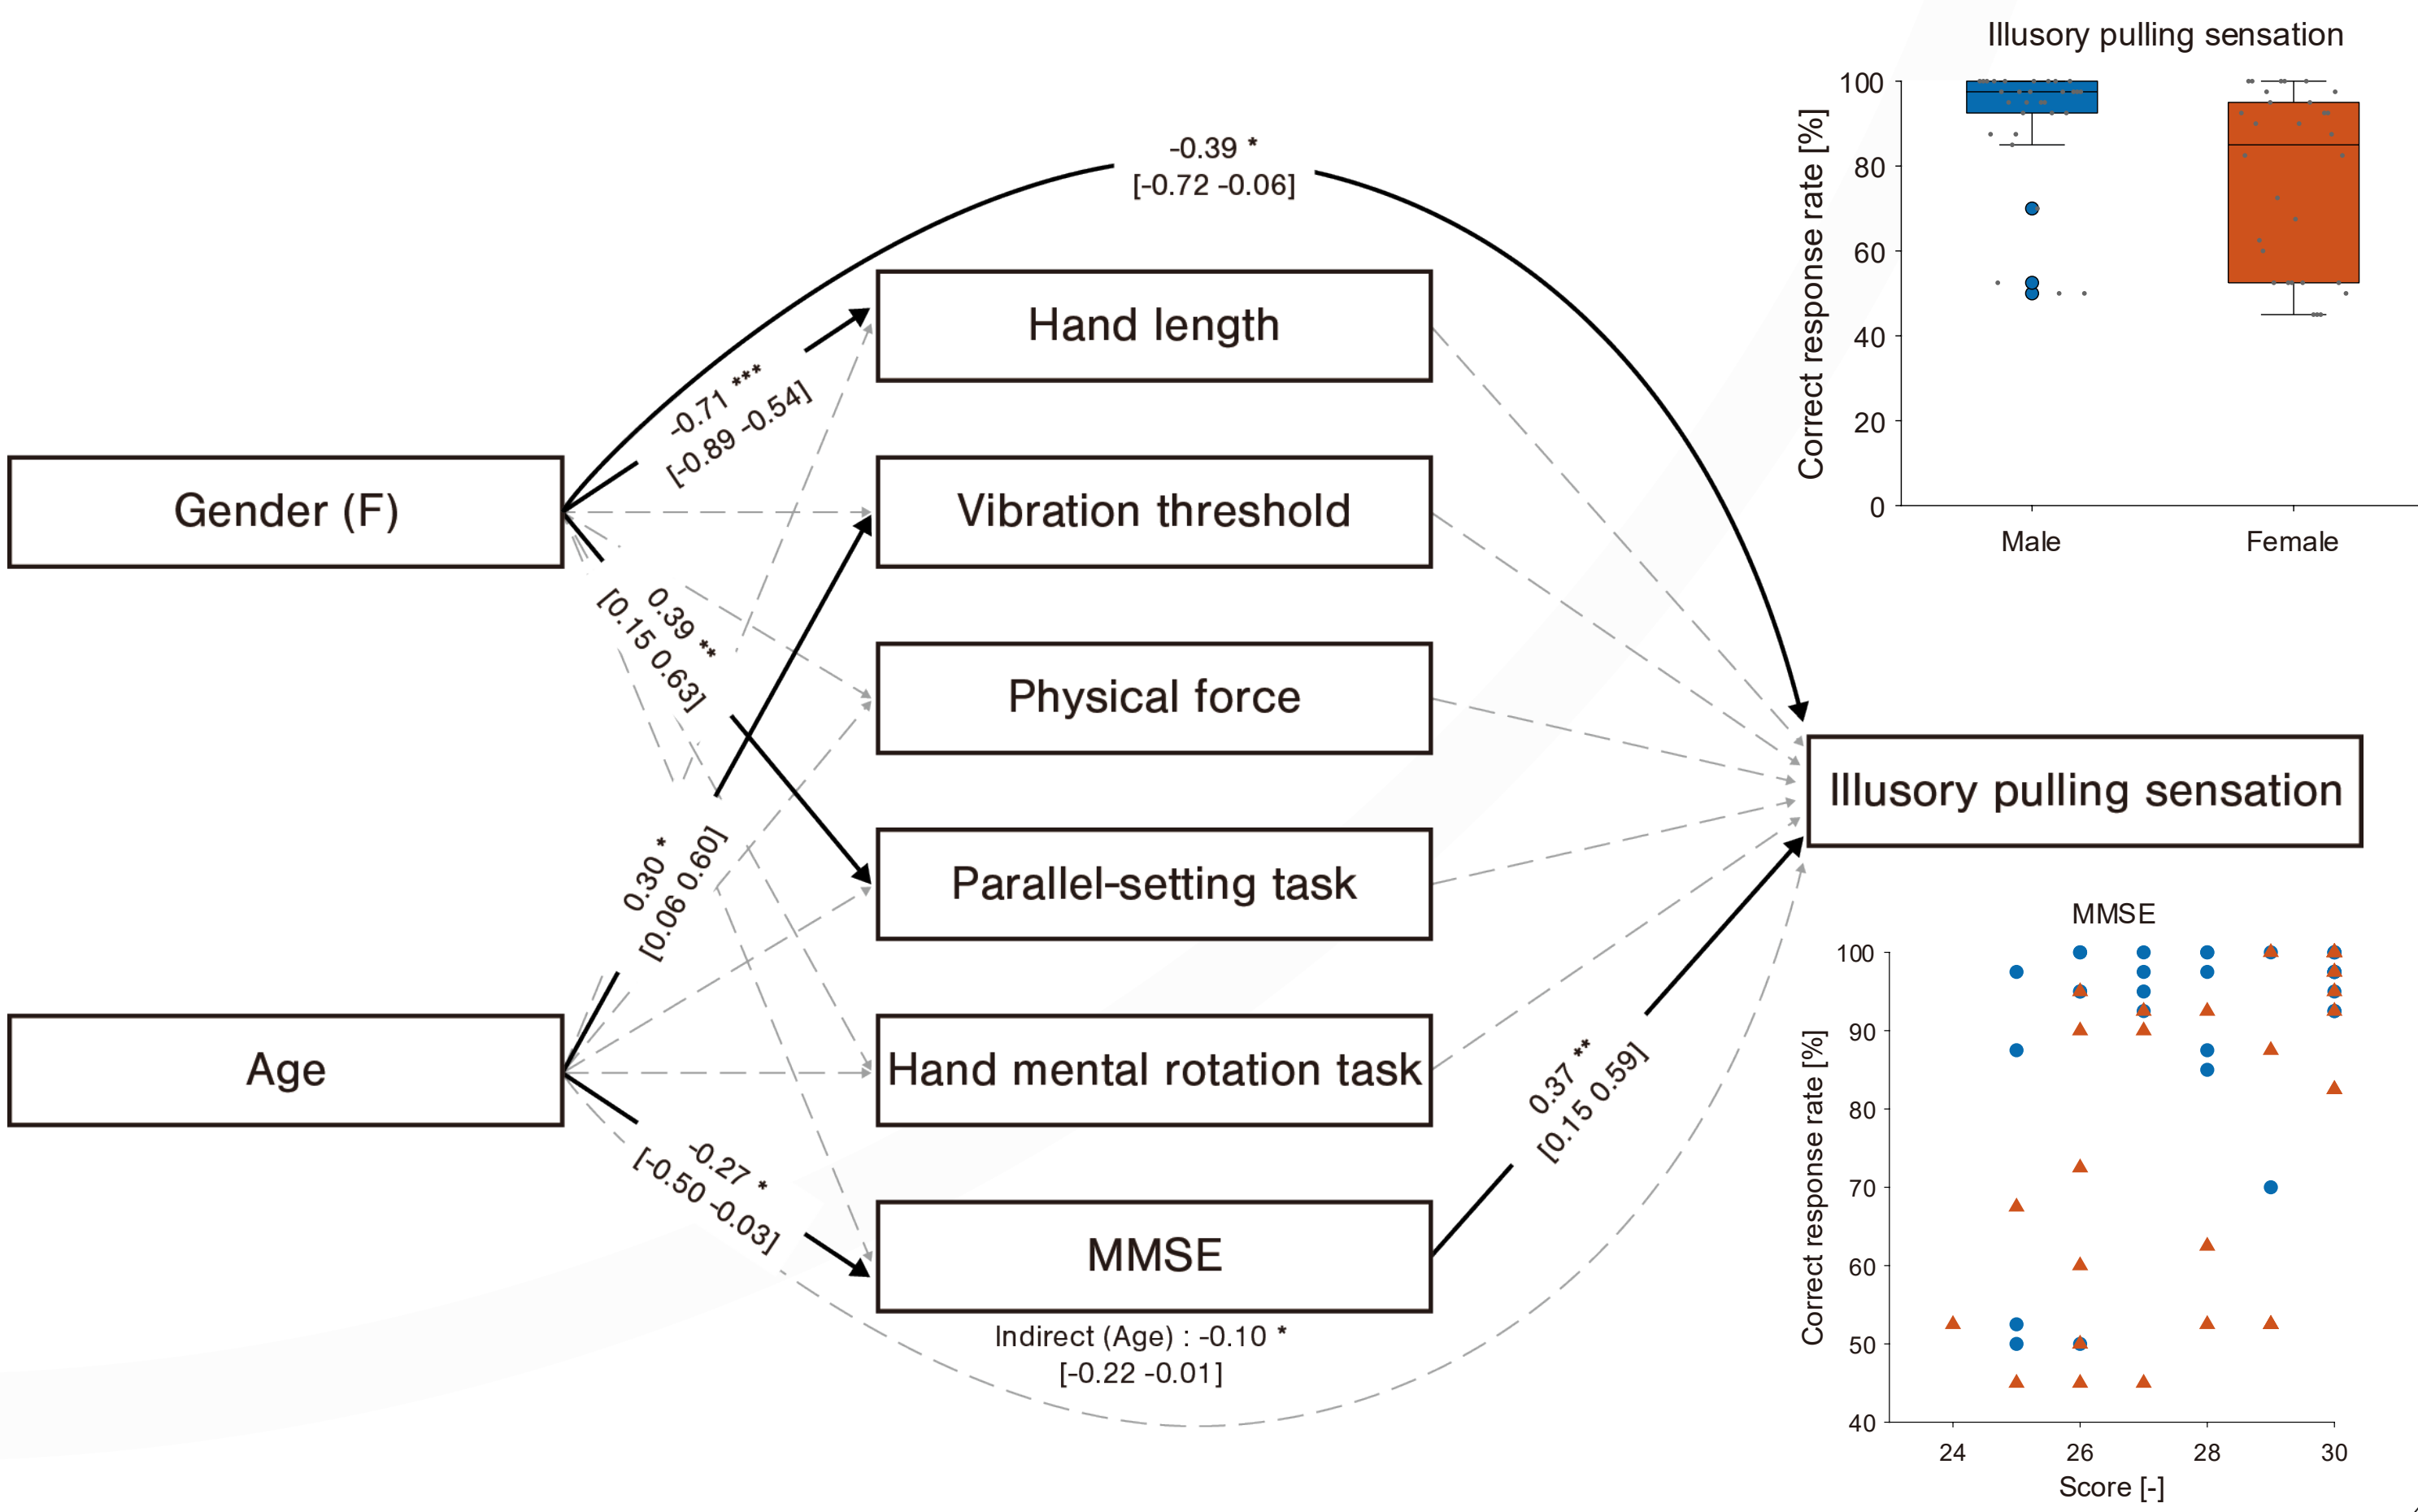 Illusory pulling sensation
100
80
60
40
20
0
Correct response rate [%]
Male
Female
-0.39 *
[-0.72 -0.06]
Hand length
-0.71 ***
[-0.89 -0.54]
Gender (F)
Vibration threshold
0.39 **
[0.15 0.63]
Physical force
Illusory pulling sensation
0.30 *
[0.06 0.60]
Parallel-setting task
Age
Hand mental rotation task
0.37 **
[0.15 0.59]
-0.27 *
[-0.50 -0.03]
MMSE
Indirect (Age) : -0.10 *
[-0.22 -0.01]
MMSE
100
90
80
70
60
50
40
Correct response rate [%]
24 26 28 30
Score [-]